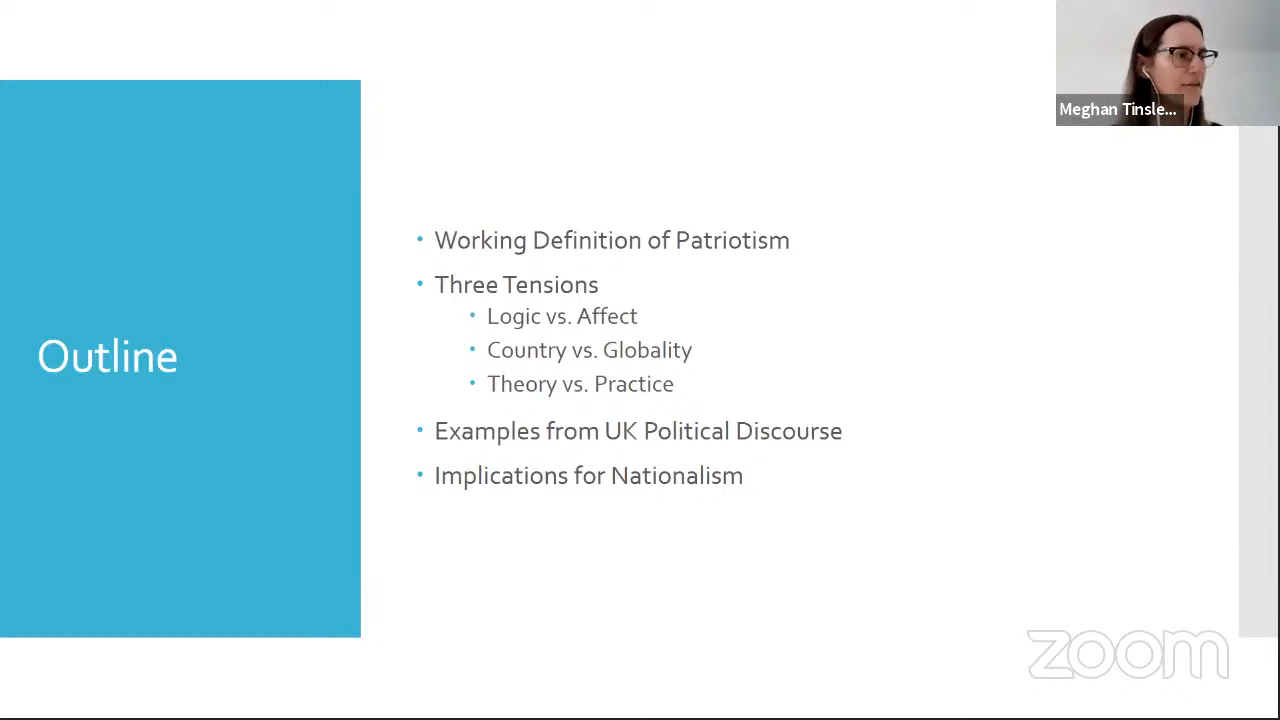 Meghan Tinsle...
Outline
Working Definition of Patriotism
Three Tensions
Logic vs. Affect
Country vs. Globality
Theory vs. Practice
Examples from UK Political Discourse
Implications for Nationalism
zoom